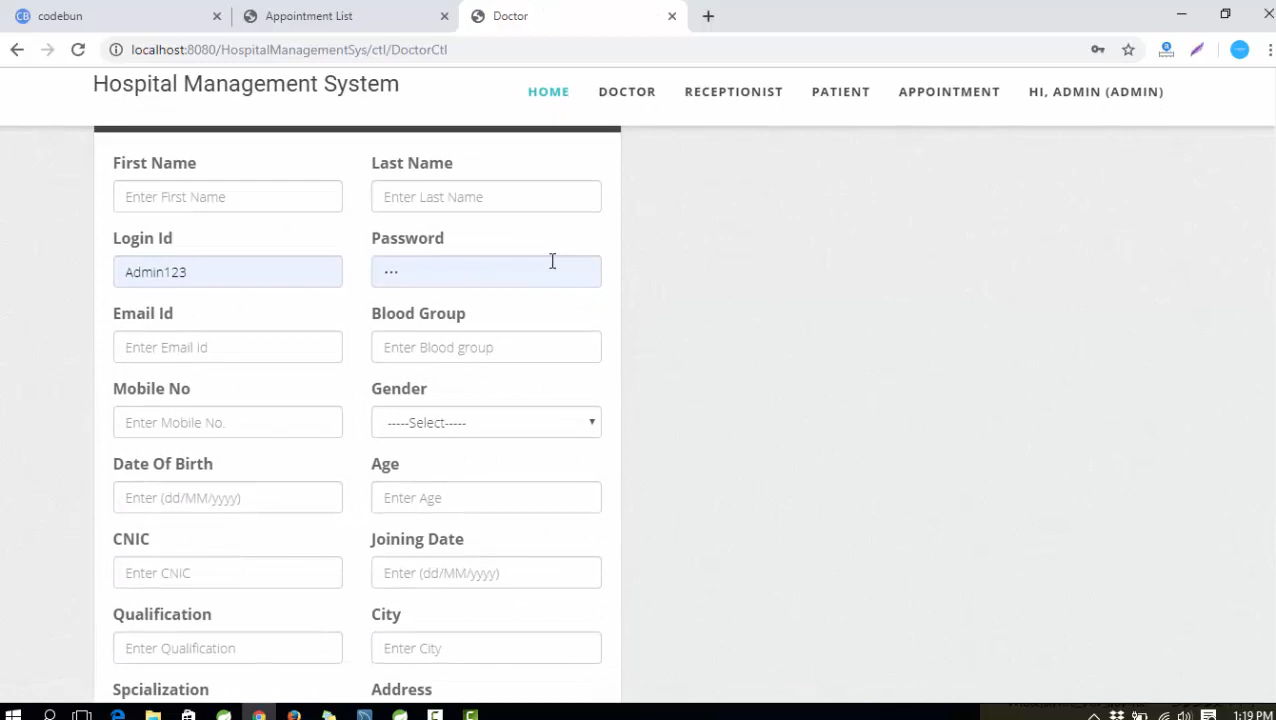 codebun
Appointment List
Doctor
localhost:8080/HospitalManagementSys/ctl/DoctorCtl
Hospital Management System
HOME DOCTOR RECEPTIONIST PATIENT APPOINTMENT HI, ADMIN (ADMIN)
First Name Last Name
Enter First Name Enter Last Name
Login Id Password
Admin123 •••
Email Id Blood Group
Enter Email id Enter Blood group
Mobile No Gender
Enter Mobile No. -----Select-----
Date Of Birth Age
Enter (dd/MM/yyyy) Enter Age
CNIC Joining Date
Enter CNIC Enter (dd/MM/yyyy)
Qualification City
Enter Qualification Enter City
Spcialization Address
1:19 PM